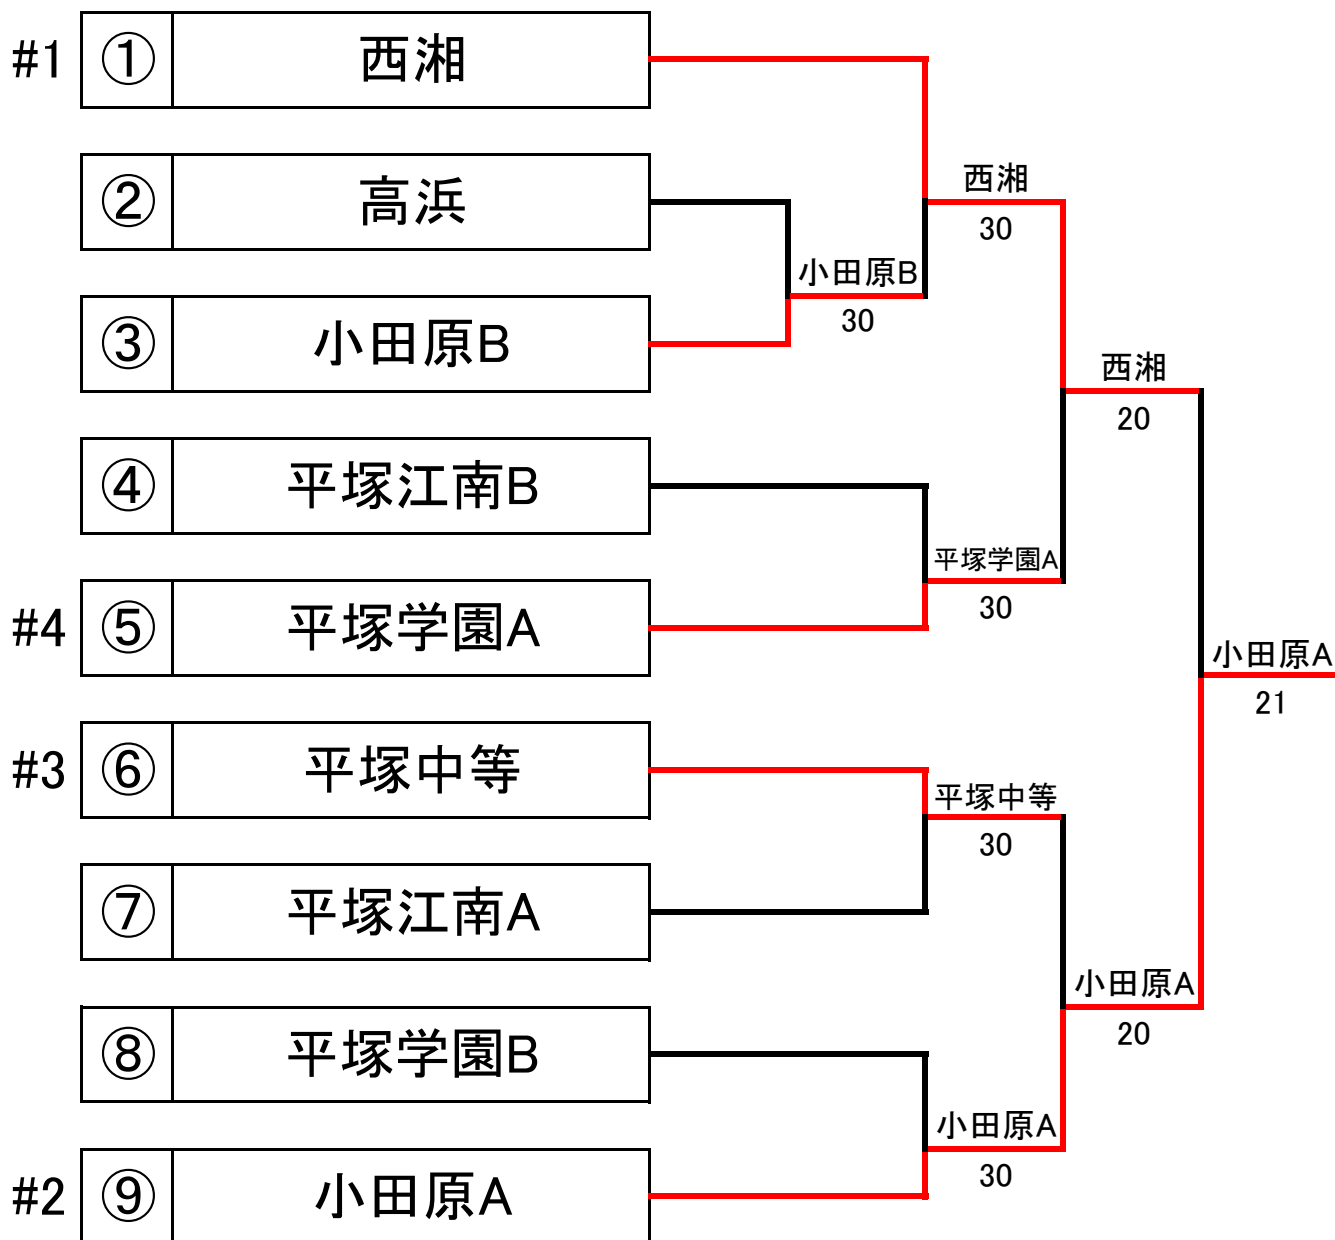 #1 ① 西湘
西湘
② 高浜
30
小田原B
30
③ 小田原B
西湘
20
④ 平塚江南B
平塚学園A
30
#4 ⑤ 平塚学園A
小田原A
21
#3 ⑥ 平塚中等
平塚中等
30
⑦ 平塚江南A
小田原A
20
⑧ 平塚学園B
小田原A
30
#2 ⑨ 小田原A